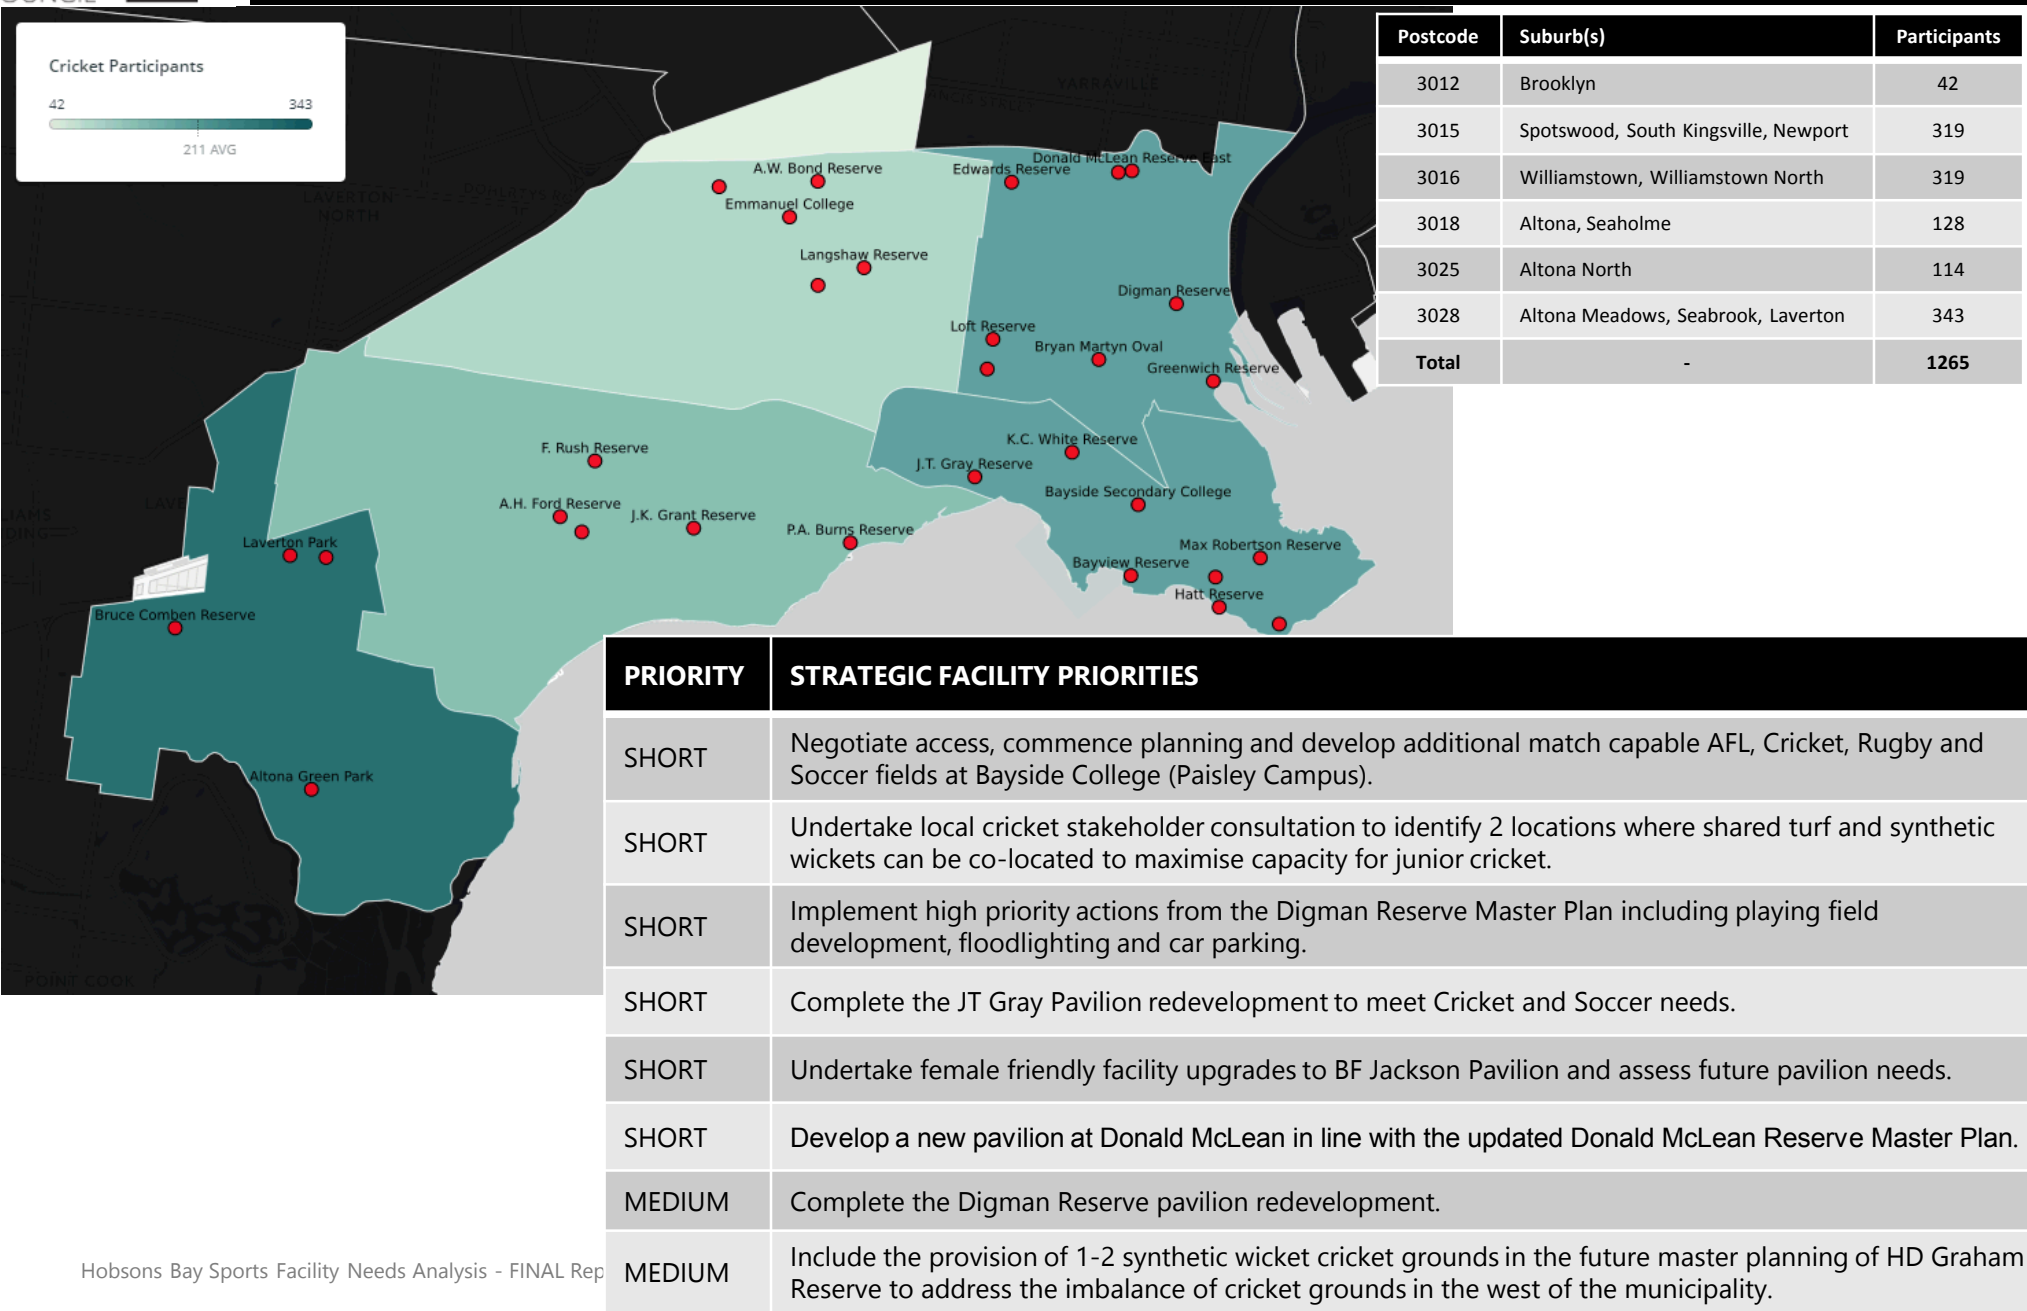 Cricket Participants
42 343
211 AVG
YARRAVILLE
LAVERTON
NORTH
A.W. Bond Reserve
Emmanuel College
Langshaw Reserve
Edwards Reserve
Donald McLean Reserve East
Digman Reserve
Loft Reserve
Bryan Martyn Oval
Greenwich Reserve
K.C. White Reserve
J.T. Gray Reserve
Bayside Secondary College
Max Robertson Reserve
Bayview Reserve
Hatt Reserve
F. Rush Reserve
A.H. Ford Reserve
J.K. Grant Reserve
P.A. Burns Reserve
Laverton Park
Bruce Comben Reserve
Altona Green Park
POINT COOK
Postcode Suburb(s) Participants
3012 Brooklyn 42
3015 Spotswood, South Kingsville, Newport 319
3016 Williamstown, Williamstown North 319
3018 Altona, Seaholme 128
3025 Altona North 114
3028 Altona Meadows, Seabrook, Laverton 343
Total - 1265
PRIORITY STRATEGIC FACILITY PRIORITIES
SHORT Negotiate access, commence planning and develop additional match capable AFL, Cricket, Rugby and
Soccer fields at Bayside College (Paisley Campus).
SHORT Undertake local cricket stakeholder consultation to identify 2 locations where shared turf and synthetic
wickets can be co-located to maximise capacity for junior cricket.
SHORT Implement high priority actions from the Digman Reserve Master Plan including playing field
development, floodlighting and car parking.
SHORT Complete the JT Gray Pavilion redevelopment to meet Cricket and Soccer needs.
SHORT Undertake female friendly facility upgrades to BF Jackson Pavilion and assess future pavilion needs.
SHORT Develop a new pavilion at Donald McLean in line with the updated Donald McLean Reserve Master Plan.
MEDIUM Complete the Digman Reserve pavilion redevelopment.
MEDIUM Include the provision of 1-2 synthetic wicket cricket grounds in the future master planning of HD Graham
Reserve to address the imbalance of cricket grounds in the west of the municipality.
Hobsons Bay Sports Facility Needs Analysis - FINAL Rep